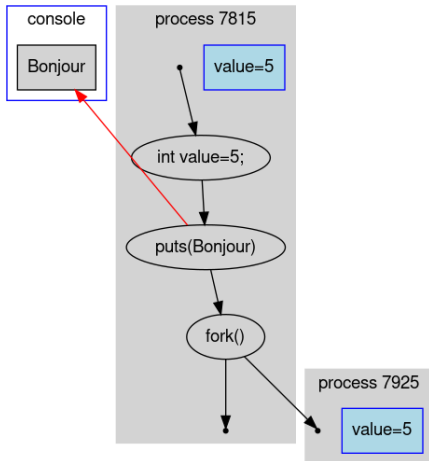 console
process 7815
Bonjour
value=5
int value=5;
puts(Bonjour)
fork()
process 7925
value=5